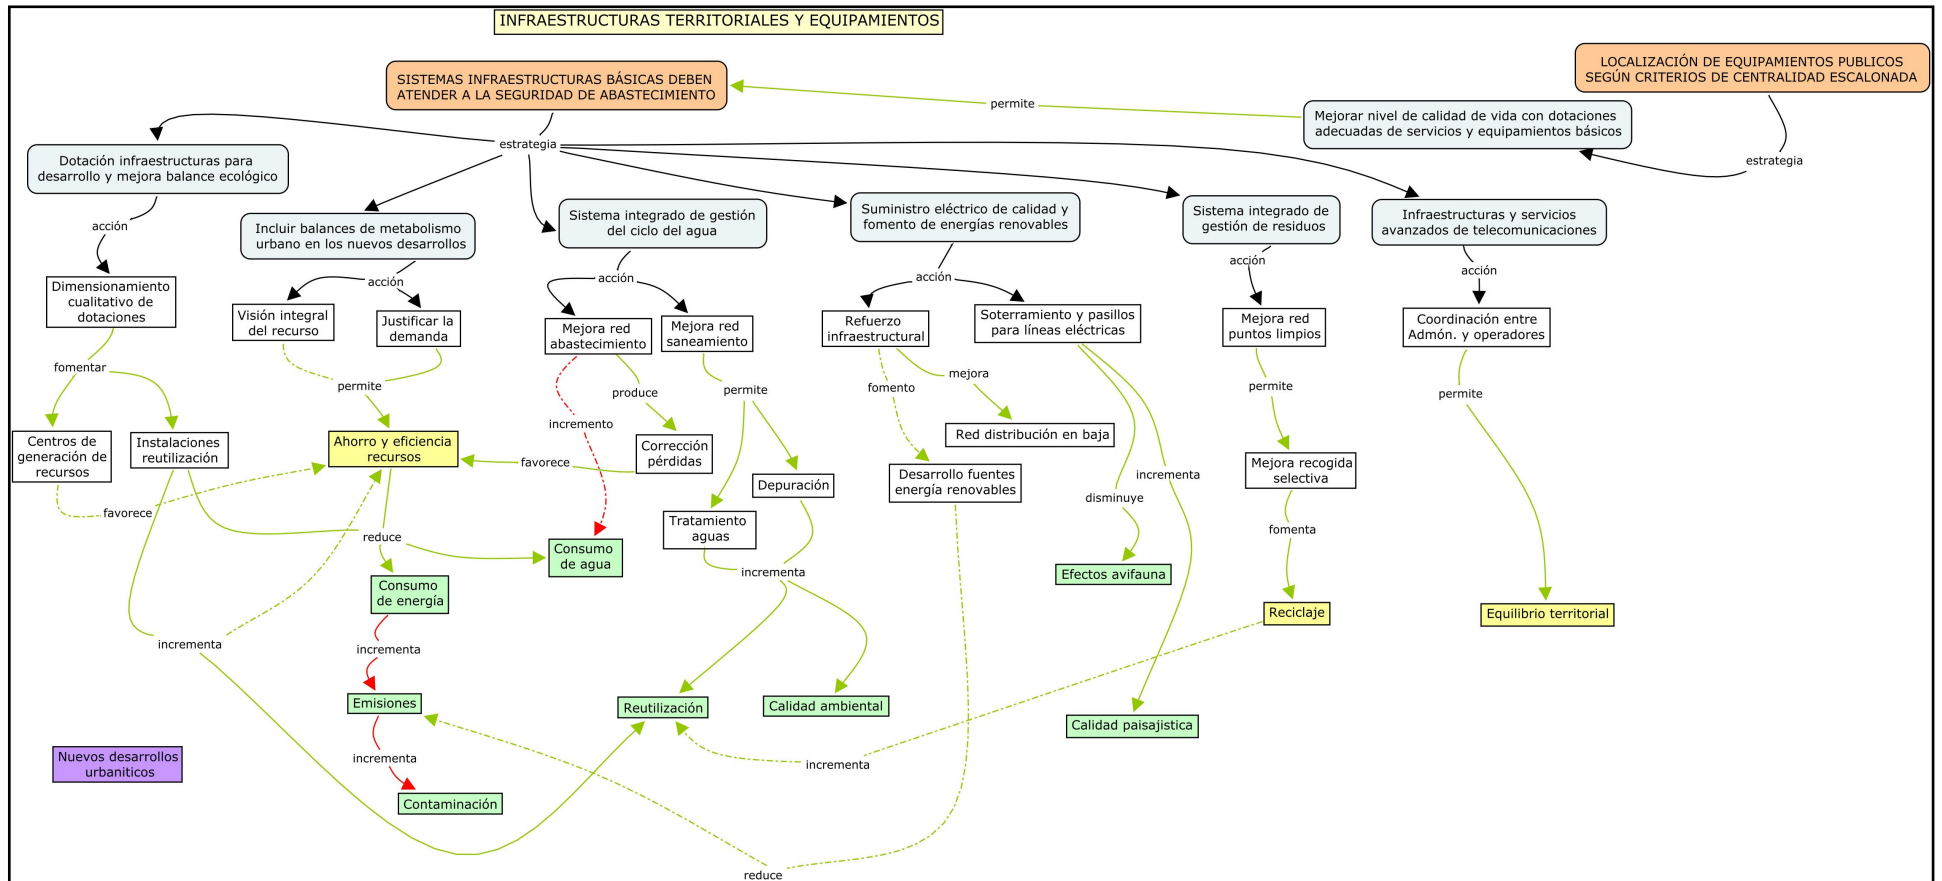 INFRAESTRUCTURAS TERRITORIALES Y EQUIPAMIENTOS
SISTEMAS INFRAESTRUCTURAS BÁSICAS DEBEN
ATENDER A LA SEGURIDAD DE ABASTECIMIENTO
LOCALIZACIÓN DE EQUIPAMIENTOS PUBLICOS
SEGÚN CRITERIOS DE CENTRALIDAD ESCALONADA
permite
Mejorar nivel de calidad de vida con dotaciones
adecuadas de servicios y equipamientos básicos
estrategia
estrategia
Dotación infraestructuras para
desarrollo y mejora balance ecológico
Incluir balances de metabolismo
urbano en los nuevos desarrollos
Sistema integrado de gestión
del ciclo del agua
Suministro eléctrico de calidad y
fomento de energías renovables
Sistema integrado de
gestión de residuos
Infraestructuras y servicios
avanzados de telecomunicaciones
acción
acción
acción
acción
acción
acción
Dimensionamiento
cualitativo de
dotaciones
Visión integral
del recurso
Justificar la
demanda
Mejora red
abastecimiento
Mejora red
saneamiento
Refuerzo
infraestructural
Soterramiento y pasillos
para líneas eléctricas
Mejora red
puntos limpios
Coordinación entre
Admón. y operadores
fomentar
permite
produce
permite
fomento
mejora
permite
permite
Centros de
generación de
recursos
Instalaciones
reutilización
Ahorro y eficiencia
recursos
favorece
incremento
Corrección
pérdidas
Red distribución en baja
Mejora recogida
selectiva
Depuración
Desarrollo fuentes
energía renovables
incrementa
disminuye
favorece
Tratamiento
aguas
fomenta
reduce
Consumo
de agua
incrementa
Efectos avifauna
Consumo
de energía
Reciclaje
Equilibrio territorial
incrementa
incrementa
Emisiones
Reutilización
Calidad ambiental
Calidad paisajistica
Nuevos desarrollos
urbaniticos
incrementa
incrementa
Contaminación
reduce